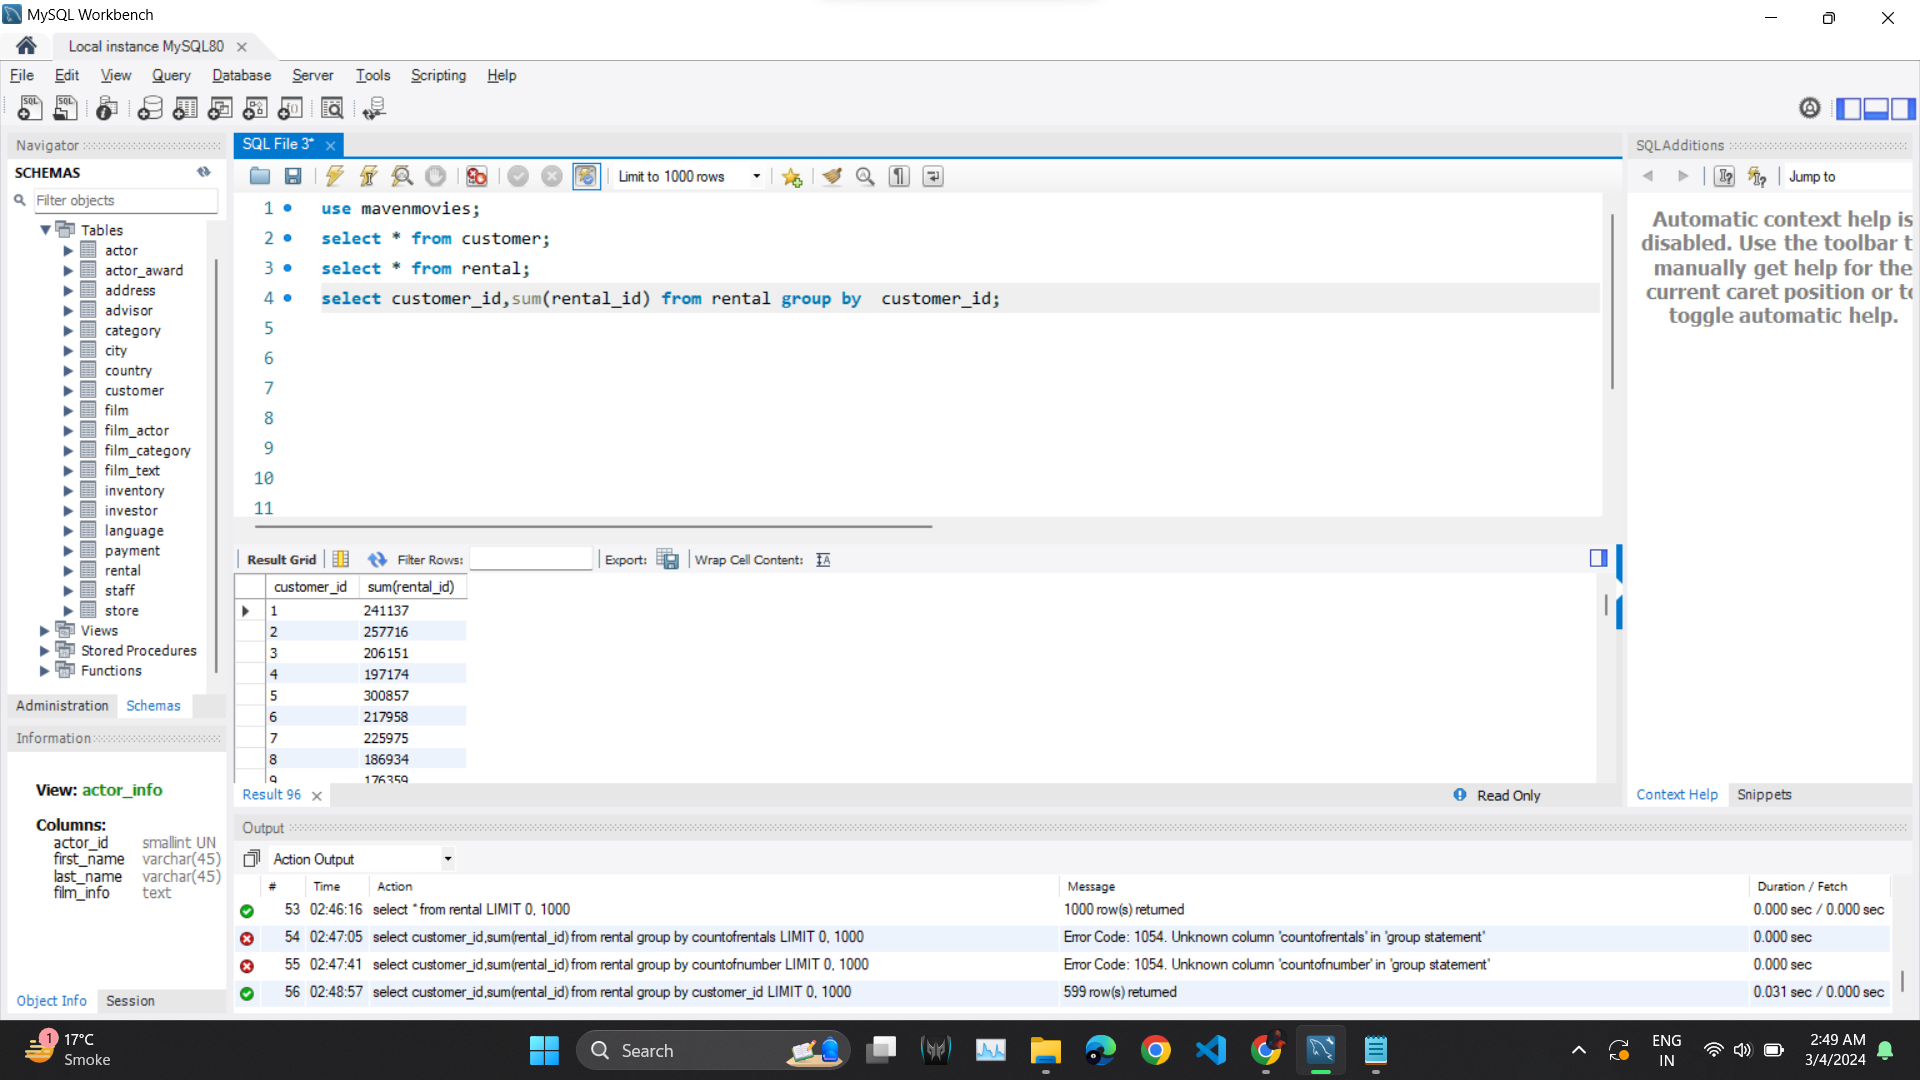 MySQL Workbench
Local instance MySQL80
File Edit View Query Database Server Tools Scripting Help
Navigator
SCHEMAS
Filter objects
Tables
actor
actor_award
address
advisor
category
city
country
customer
film
film_actor
film_category
film_text
inventory
investor
language
payment
rental
staff
store
Views
Stored Procedures
Functions
Administration Schemas
Information
View: actor_info
Columns:
actor_id smallint UN
first_name varchar(45)
last_name varchar(45)
film_info text
Object Info Session
SQL File 3*
Limit to 1000 rows
1 use mavenmovies;
2 select * from customer;
3 select * from rental;
4 select customer_id,sum(rental_id) from rental group by  customer_id;
5
6
7
8
9
10
11
Result Grid Filter Rows: Export: Wrap Cell Content:
customer_id sum(rental_id)
1 241137
2 257716
3 206151
4 197174
5 300857
6 217958
7 225975
8 186934
9 176359
Result 96 Read Only
SQLAdditions
Jump to
Automatic context help is
disabled. Use the toolbar t
manually get help for the
current caret position or to
toggle automatic help.
Context Help Snippets
Output
Action Output
# Time Action Message Duration / Fetch
53 02:46:16 select * from rental LIMIT 0, 1000 1000 row(s) returned 0.000 sec / 0.000 sec
54 02:47:05 select customer_id,sum(rental_id) from rental group by countofrentals LIMIT 0, 1000 Error Code: 1054. Unknown column 'countofrentals' in 'group statement' 0.000 sec
55 02:47:41 select customer_id,sum(rental_id) from rental group by countofnumber LIMIT 0, 1000 Error Code: 1054. Unknown column 'countofnumber' in 'group statement' 0.000 sec
56 02:48:57 select customer_id,sum(rental_id) from rental group by customer_id LIMIT 0, 1000 599 row(s) returned 0.031 sec / 0.000 sec
1
17°C
Smoke
Search
ENG
IN
2:49 AM
3/4/2024